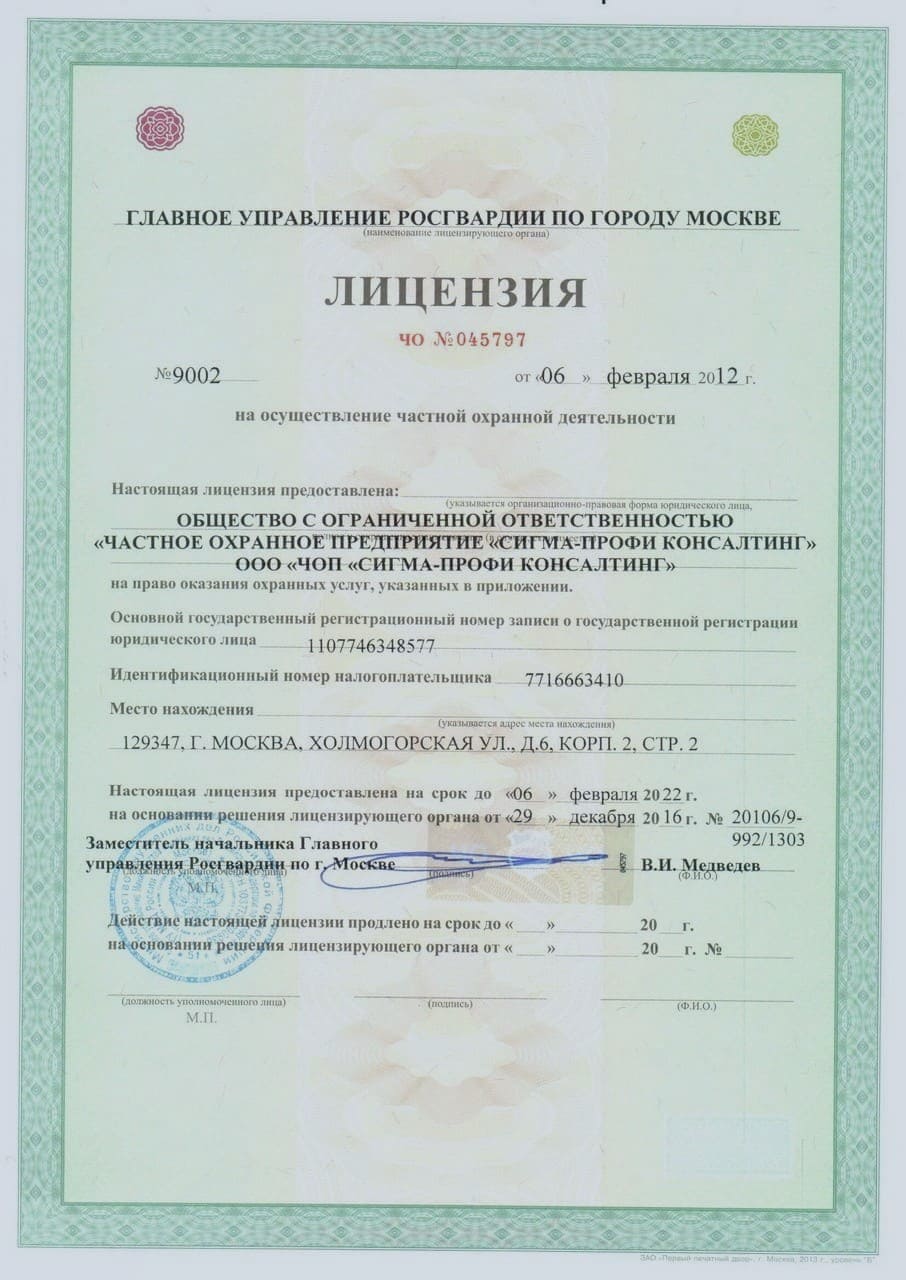 ГЛАВНОЕ УПРАВЛЕНИЕ РОСГВАРДИИ ПО ГОРОДУ МОСКВЕ
(наименование лицензирующего органа)
ЛИЦЕНЗИЯ
ЧО №045797
№9002 от «06 » февраля 2012 г.
на осуществление частной охранной деятельности
Настоящая лицензия предоставлена:
(указывается организационно-правовая форма юридического лица,
ОБЩЕСТВО С ОГРАНИЧЕННОЙ ОТВЕТСТВЕННОСТЬЮ
«ЧАСТНОЕ ОХРАННОЕ ПРЕДПРИЯТИЕ «СИГМА-ПРОФИ КОНСАЛТИНГ»
ООО «ЧОП «СИГМА-ПРОФИ КОНСАЛТИНГ»
на право оказания охранных услуг, указанных в приложении.
Основной государственный регистрационный номер записи о государственной регистрации
юридического лица 1107746348577
Идентификационный номер налогоплательщика 7716663410
Место нахождения
(указывается адрес места нахождения)
129347, Г. МОСКВА, ХОЛМОГОРСКАЯ УЛ., Д.6, КОРП. 2, СТР. 2
Настоящая лицензия предоставлена на срок до «06 » февраля 2022 г.
на основании решения лицензирующего органа от «29 » декабря 2016 г. № 20106/9-
992/1303
Заместитель начальника Главного
управления Росгвардии по г. Москве В.И. Медведев
(должность уполномоченного лица) (подпись) (Ф.И.О.)
М.П.
Действие настоящей лицензии продлено на срок до « » 20 г.
на основании решения лицензирующего органа от « » 20 г. №
(должность уполномоченного лица) (подпись) (Ф.И.О.)
М.П.
ЗАО «Первый печатный двор», г. Москва, 2013 г., уровень "Б"